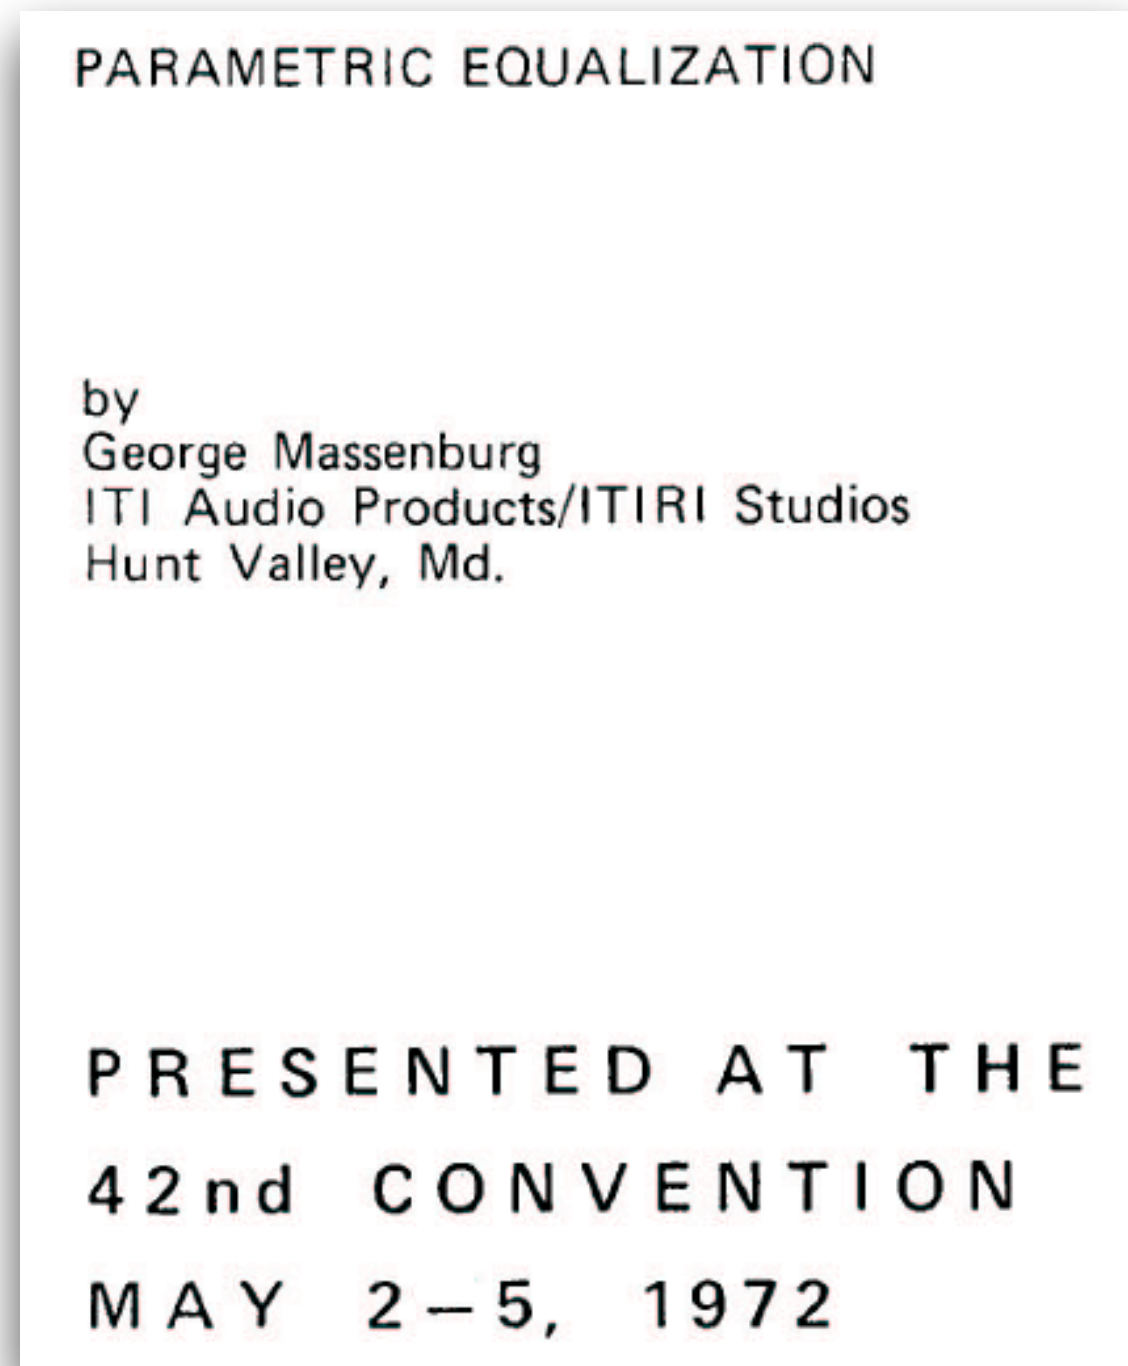 PARAMETRIC EQUALIZATION
by
George Massenburg
ITI Audio Products/ITIRI Studios
Hunt Valley, Md.
PRESENTED AT THE
42nd CONVENTION
MAY 2–5, 1972